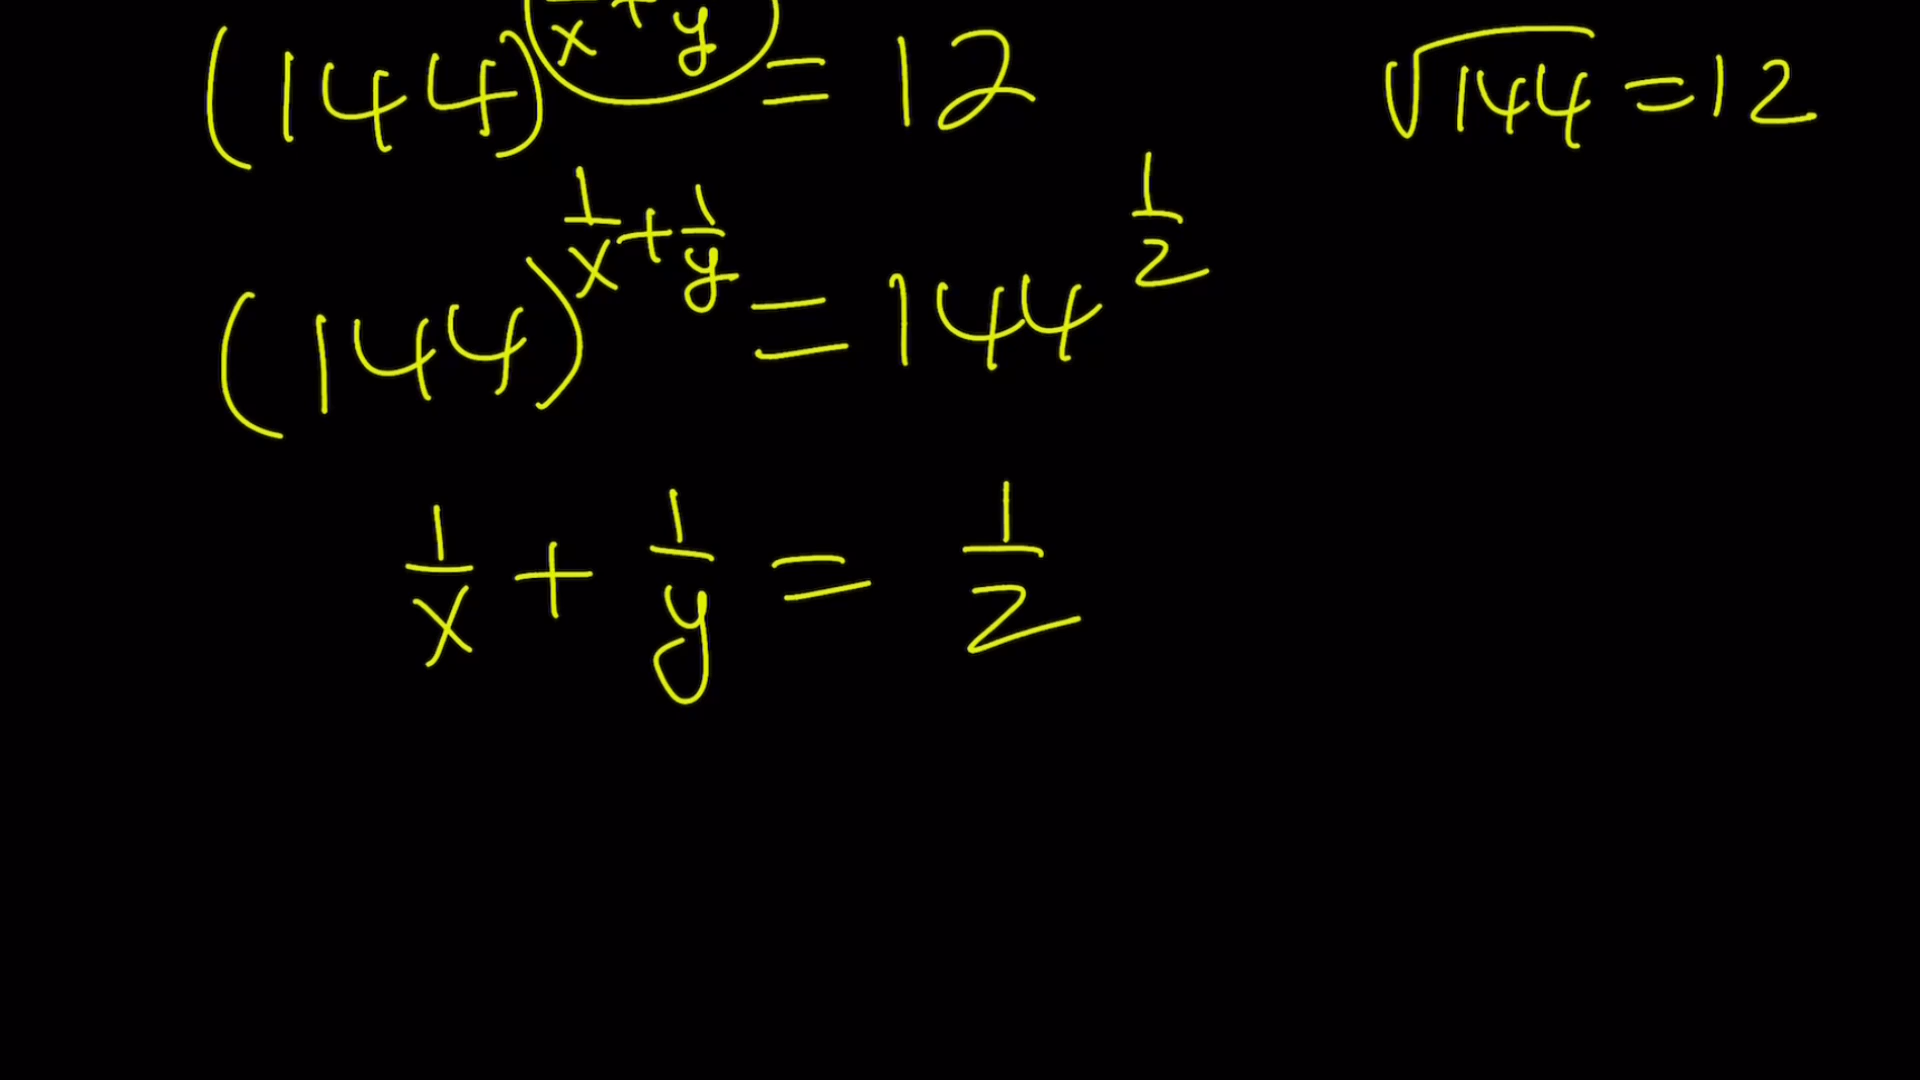 (144)^(1/x + 1/y) = 12
√144 = 12
(144)^(1/x + 1/y) = 144^(1/2)
1/x + 1/y = 1/2